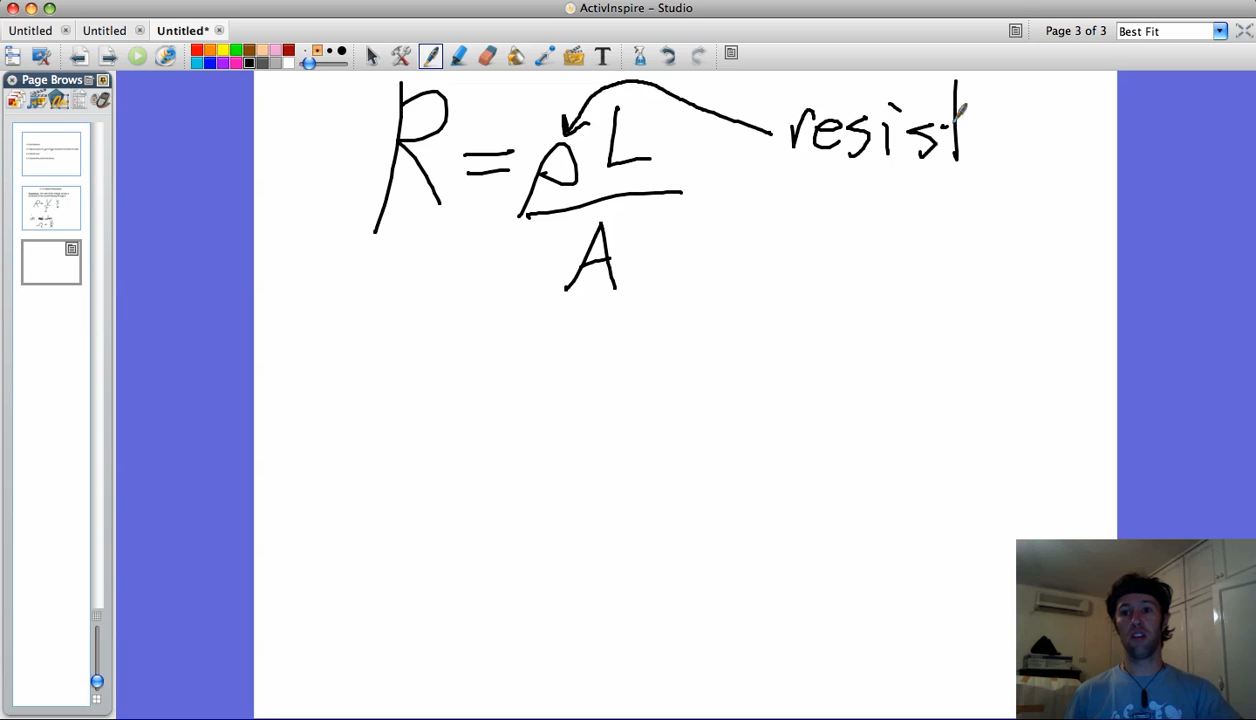 ActivInspire – Studio
Untitled
Untitled
Untitled*
Page 3 of 3
Best Fit
Page Brows
R = ρL
A
resist